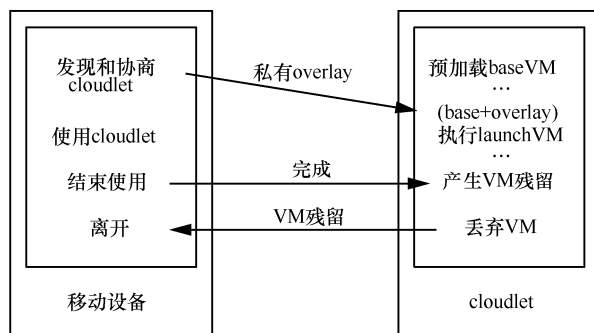 发现和协商
cloudlet
使用cloudlet
结束使用
离开
移动设备
私有overlay
完成
VM残留
预加载baseVM
…
(base+overlay)
执行launchVM
…
产生VM残留
丢弃VM
cloudlet